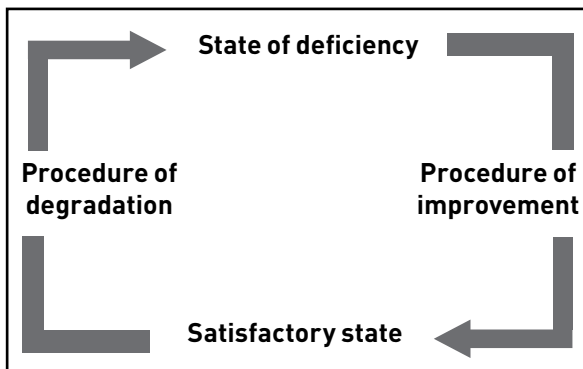 State of deficiency
Procedure of
degradation
Procedure of
improvement
Satisfactory state